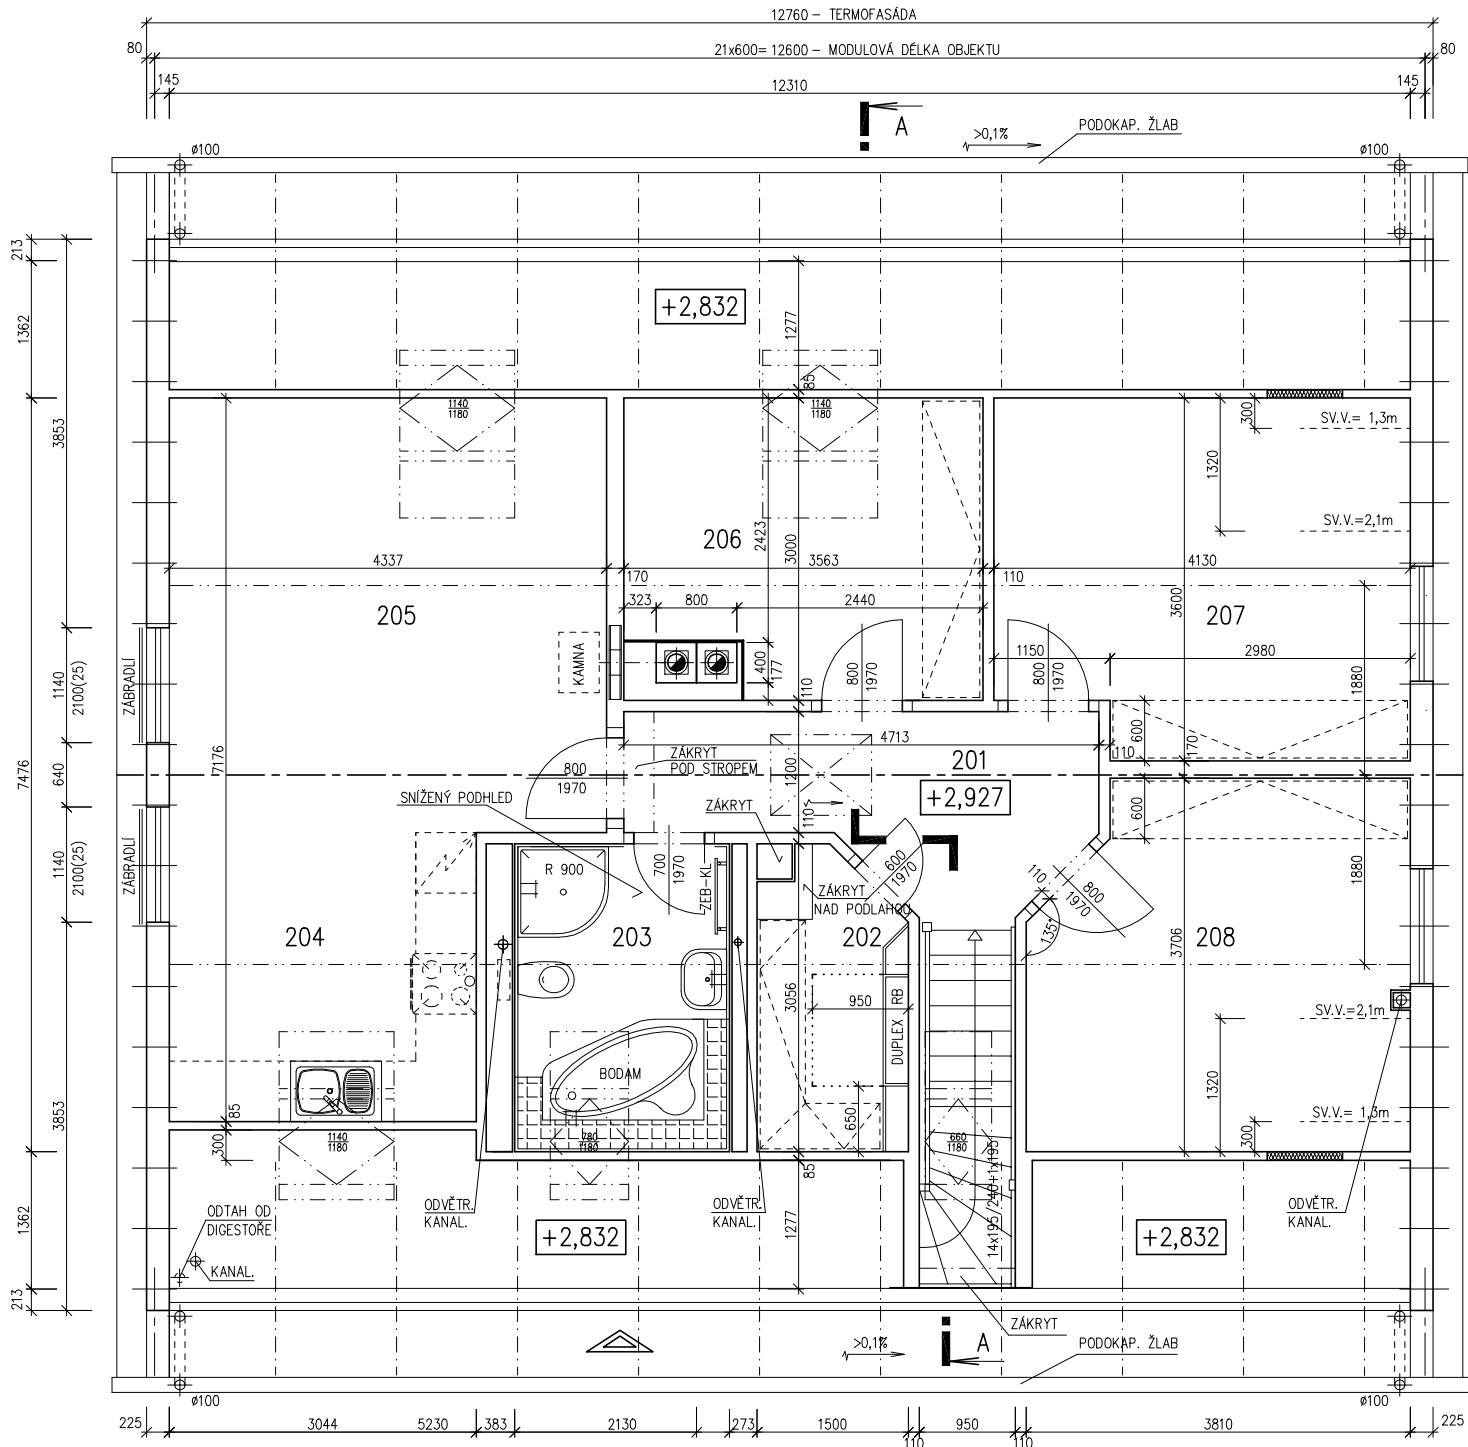 12760 – TERMOFASÁDA
80
21x600= 12600 – MODULOVÁ DÉLKA OBJEKTU
80
145
12310
145
A
>0,1%
PODOKAP. ŽLAB
ø100
ø100
213
1362
3853
+2,832
1277
85
1140
1180
1140
1180
300
SV.V.= 1,3m
1320
SV.V.=2,1m
206
2423
3000
4337
170
3563
110
4130
323
800
2440
205
207
3600
KAMNA
400
177
110
800
1970
800
1970
1150
2980
1880
ZÁBRADLÍ
1140
2100(25)
7476
640
7176
4713
110
600
170
800
1970
ZÁKRYT
POD STROPEM
1200
201
+2,927
SNÍŽENÝ PODHLED
ZÁKRYT
110
600
ZÁBRADLÍ
1140
2100(25)
R 900
700
1970
ZEB-KL
600
1970
ZÁKRYT
NAD PODLAHOU
110
800
1970
135°
1880
204
203
202
208
3706
3056
950
DUPLEX RB
SV.V.=2,1m
BODAM
650
1320
SV.V.= 1,3m
300
3853
85
300
1140
1180
780
1180
660
1180
85
14x195/240+1x195
1362
ODTAH OD
DIGESTOŘE
KANAL.
ODVĚTR.
KANAL.
+2,832
ODVĚTR.
KANAL.
1277
+2,832
ODVĚTR.
KANAL.
213
ZÁKRYT
>0,1%
A
PODOKAP. ŽLAB
ø100
ø100
225
3044
5230
383
2130
273
1500
110
950
110
3810
225